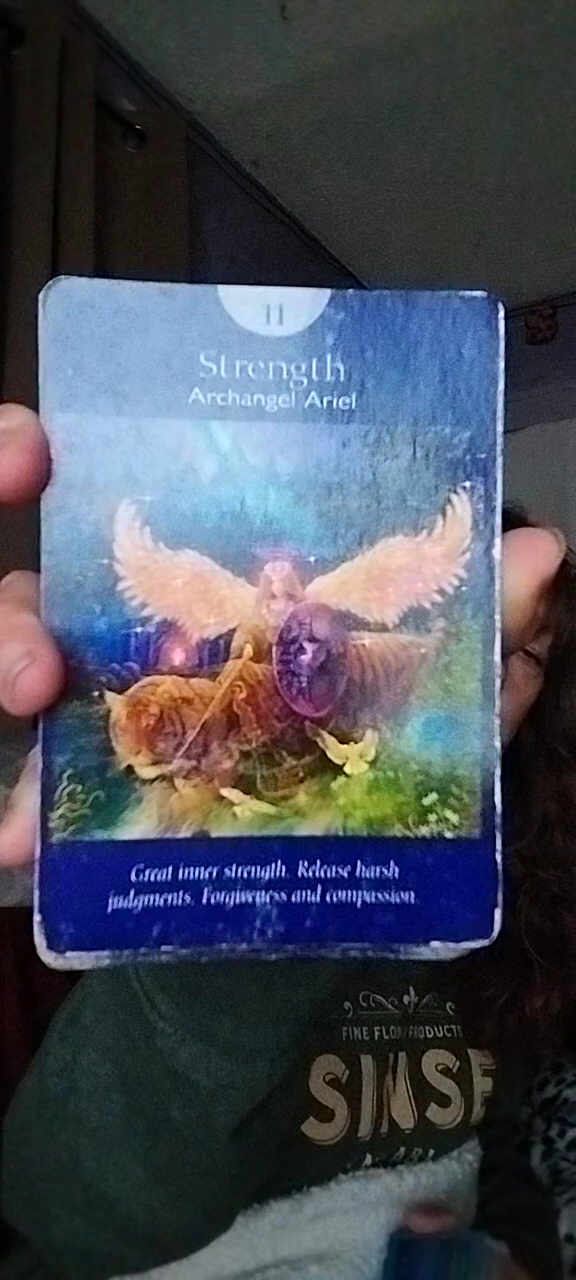 11
Strength
Archangel Ariel
Great inner strength. Release harsh
judgments. Forgiveness and compassion.
FINE FLOW PRODUCTS
SINSE